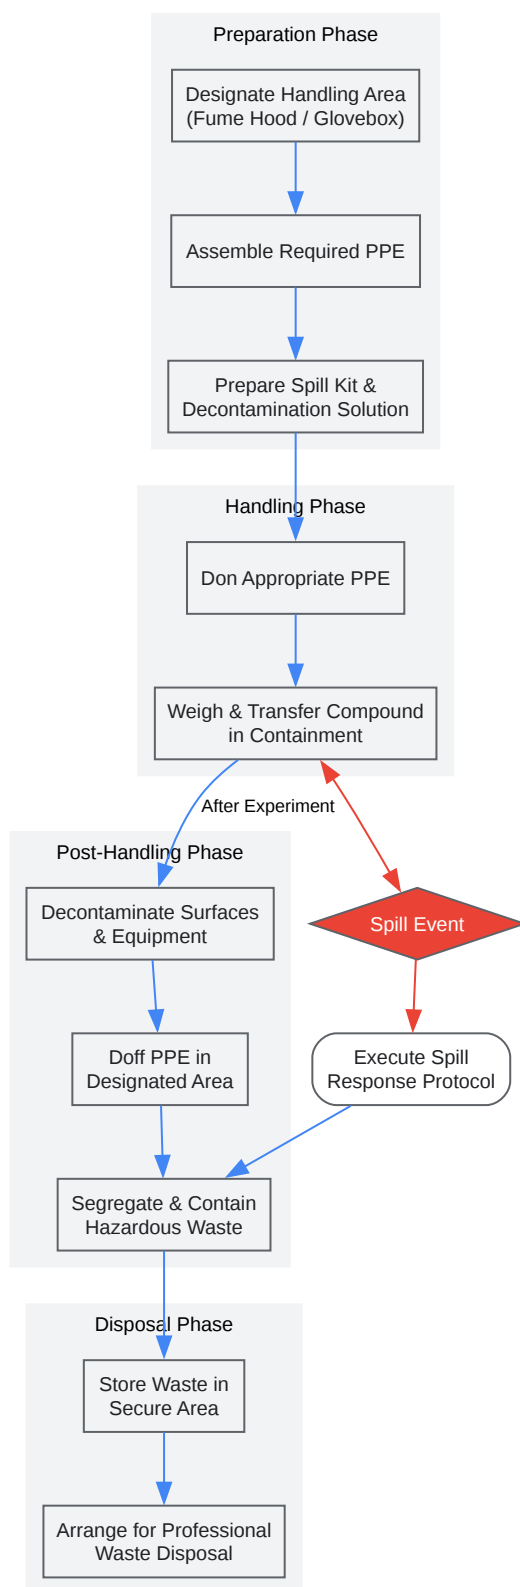 Preparation Phase
Designate Handling Area
(Fume Hood / Glovebox)
Assemble Required PPE
Prepare Spill Kit &
Decontamination Solution
Handling Phase
Don Appropriate PPE
Weigh & Transfer Compound
in Containment
After Experiment
Post-Handling Phase
Decontaminate Surfaces
& Equipment
Spill Event
Doff PPE in
Designated Area
Execute Spill
Response Protocol
Segregate & Contain
Hazardous Waste
Disposal Phase
Store Waste in
Secure Area
Arrange for Professional
Waste Disposal